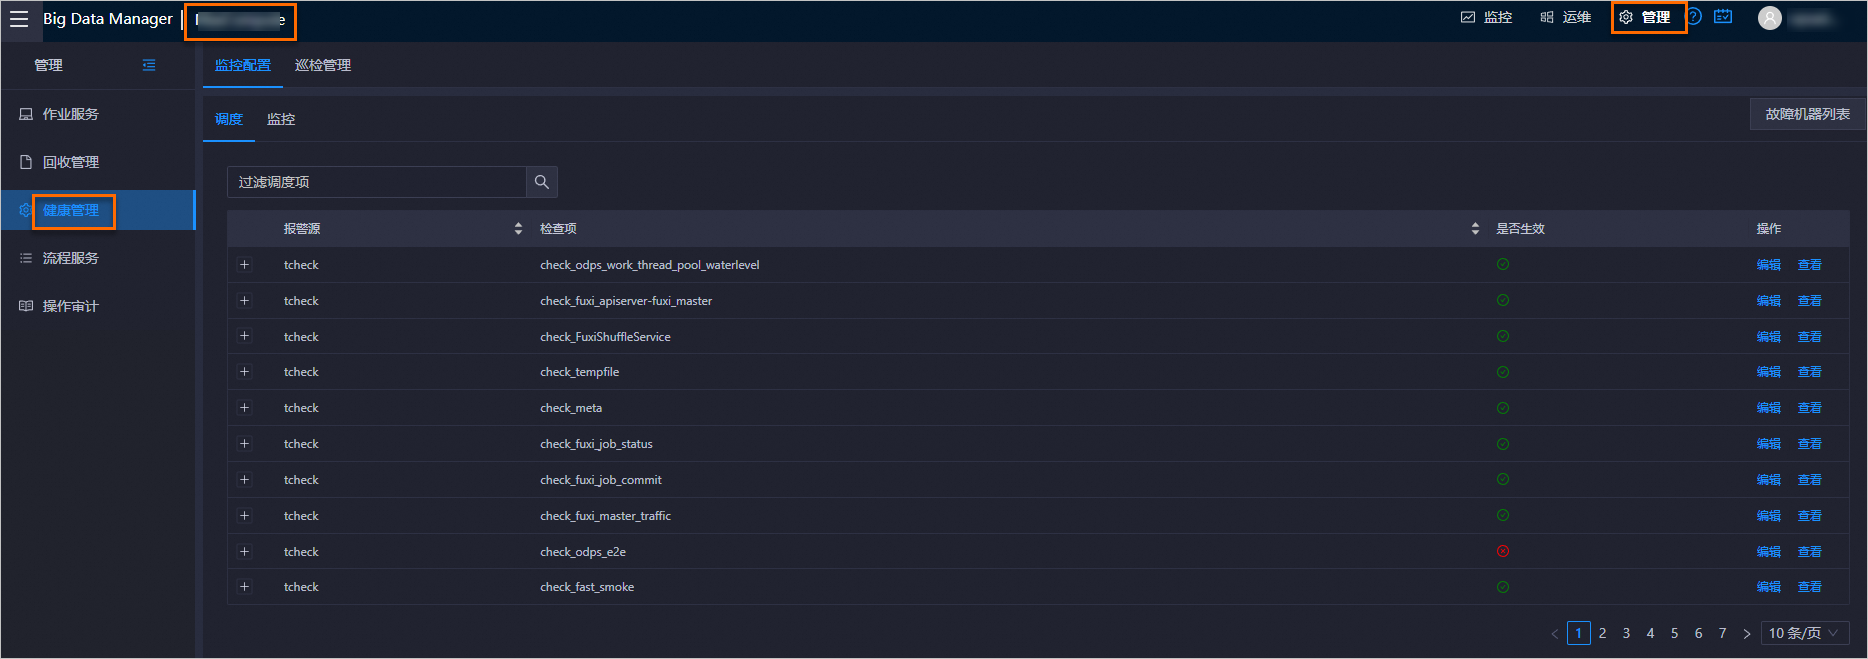 Big Data Manager |
监控 运维 管理
管理
监控配置 巡检管理
作业服务
回收管理
健康管理
流程服务
操作审计
调度 监控
故障机器列表
过滤调度项
报警源 检查项 是否生效 操作
tcheck check_odps_work_thread_pool_waterlevel 编辑 查看
tcheck check_fuxi_apiserver-fuxi_master 编辑 查看
tcheck check_FuxiShuffleService 编辑 查看
tcheck check_tempfile 编辑 查看
tcheck check_meta 编辑 查看
tcheck check_fuxi_job_status 编辑 查看
tcheck check_fuxi_job_commit 编辑 查看
tcheck check_fuxi_master_traffic 编辑 查看
tcheck check_odps_e2e 编辑 查看
tcheck check_fast_smoke 编辑 查看
< 1 2 3 4 5 6 7 > 10 条/页